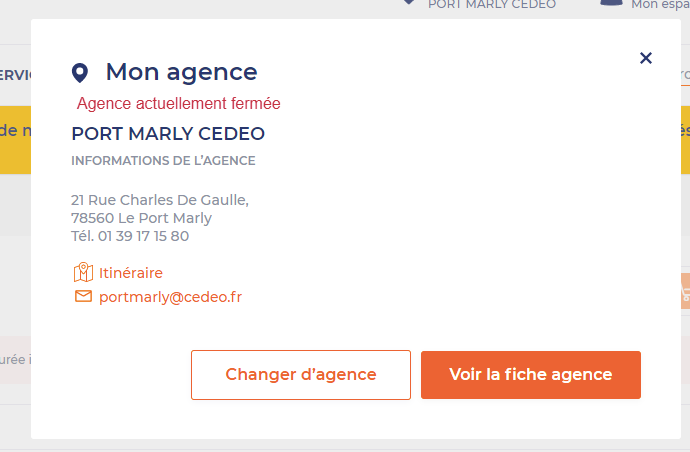 PORT MARLY CEDEO
Mon espa
ERVIC
Mon agence
Agence actuellement fermée
de n
PORT MARLY CEDEO
INFORMATIONS DE L'AGENCE
21 Rue Charles De Gaulle,
78560 Le Port Marly
Tél. 01 39 17 15 80
Itinéraire
portmarly@cedeo.fr
urée i
Changer d'agence
Voir la fiche agence